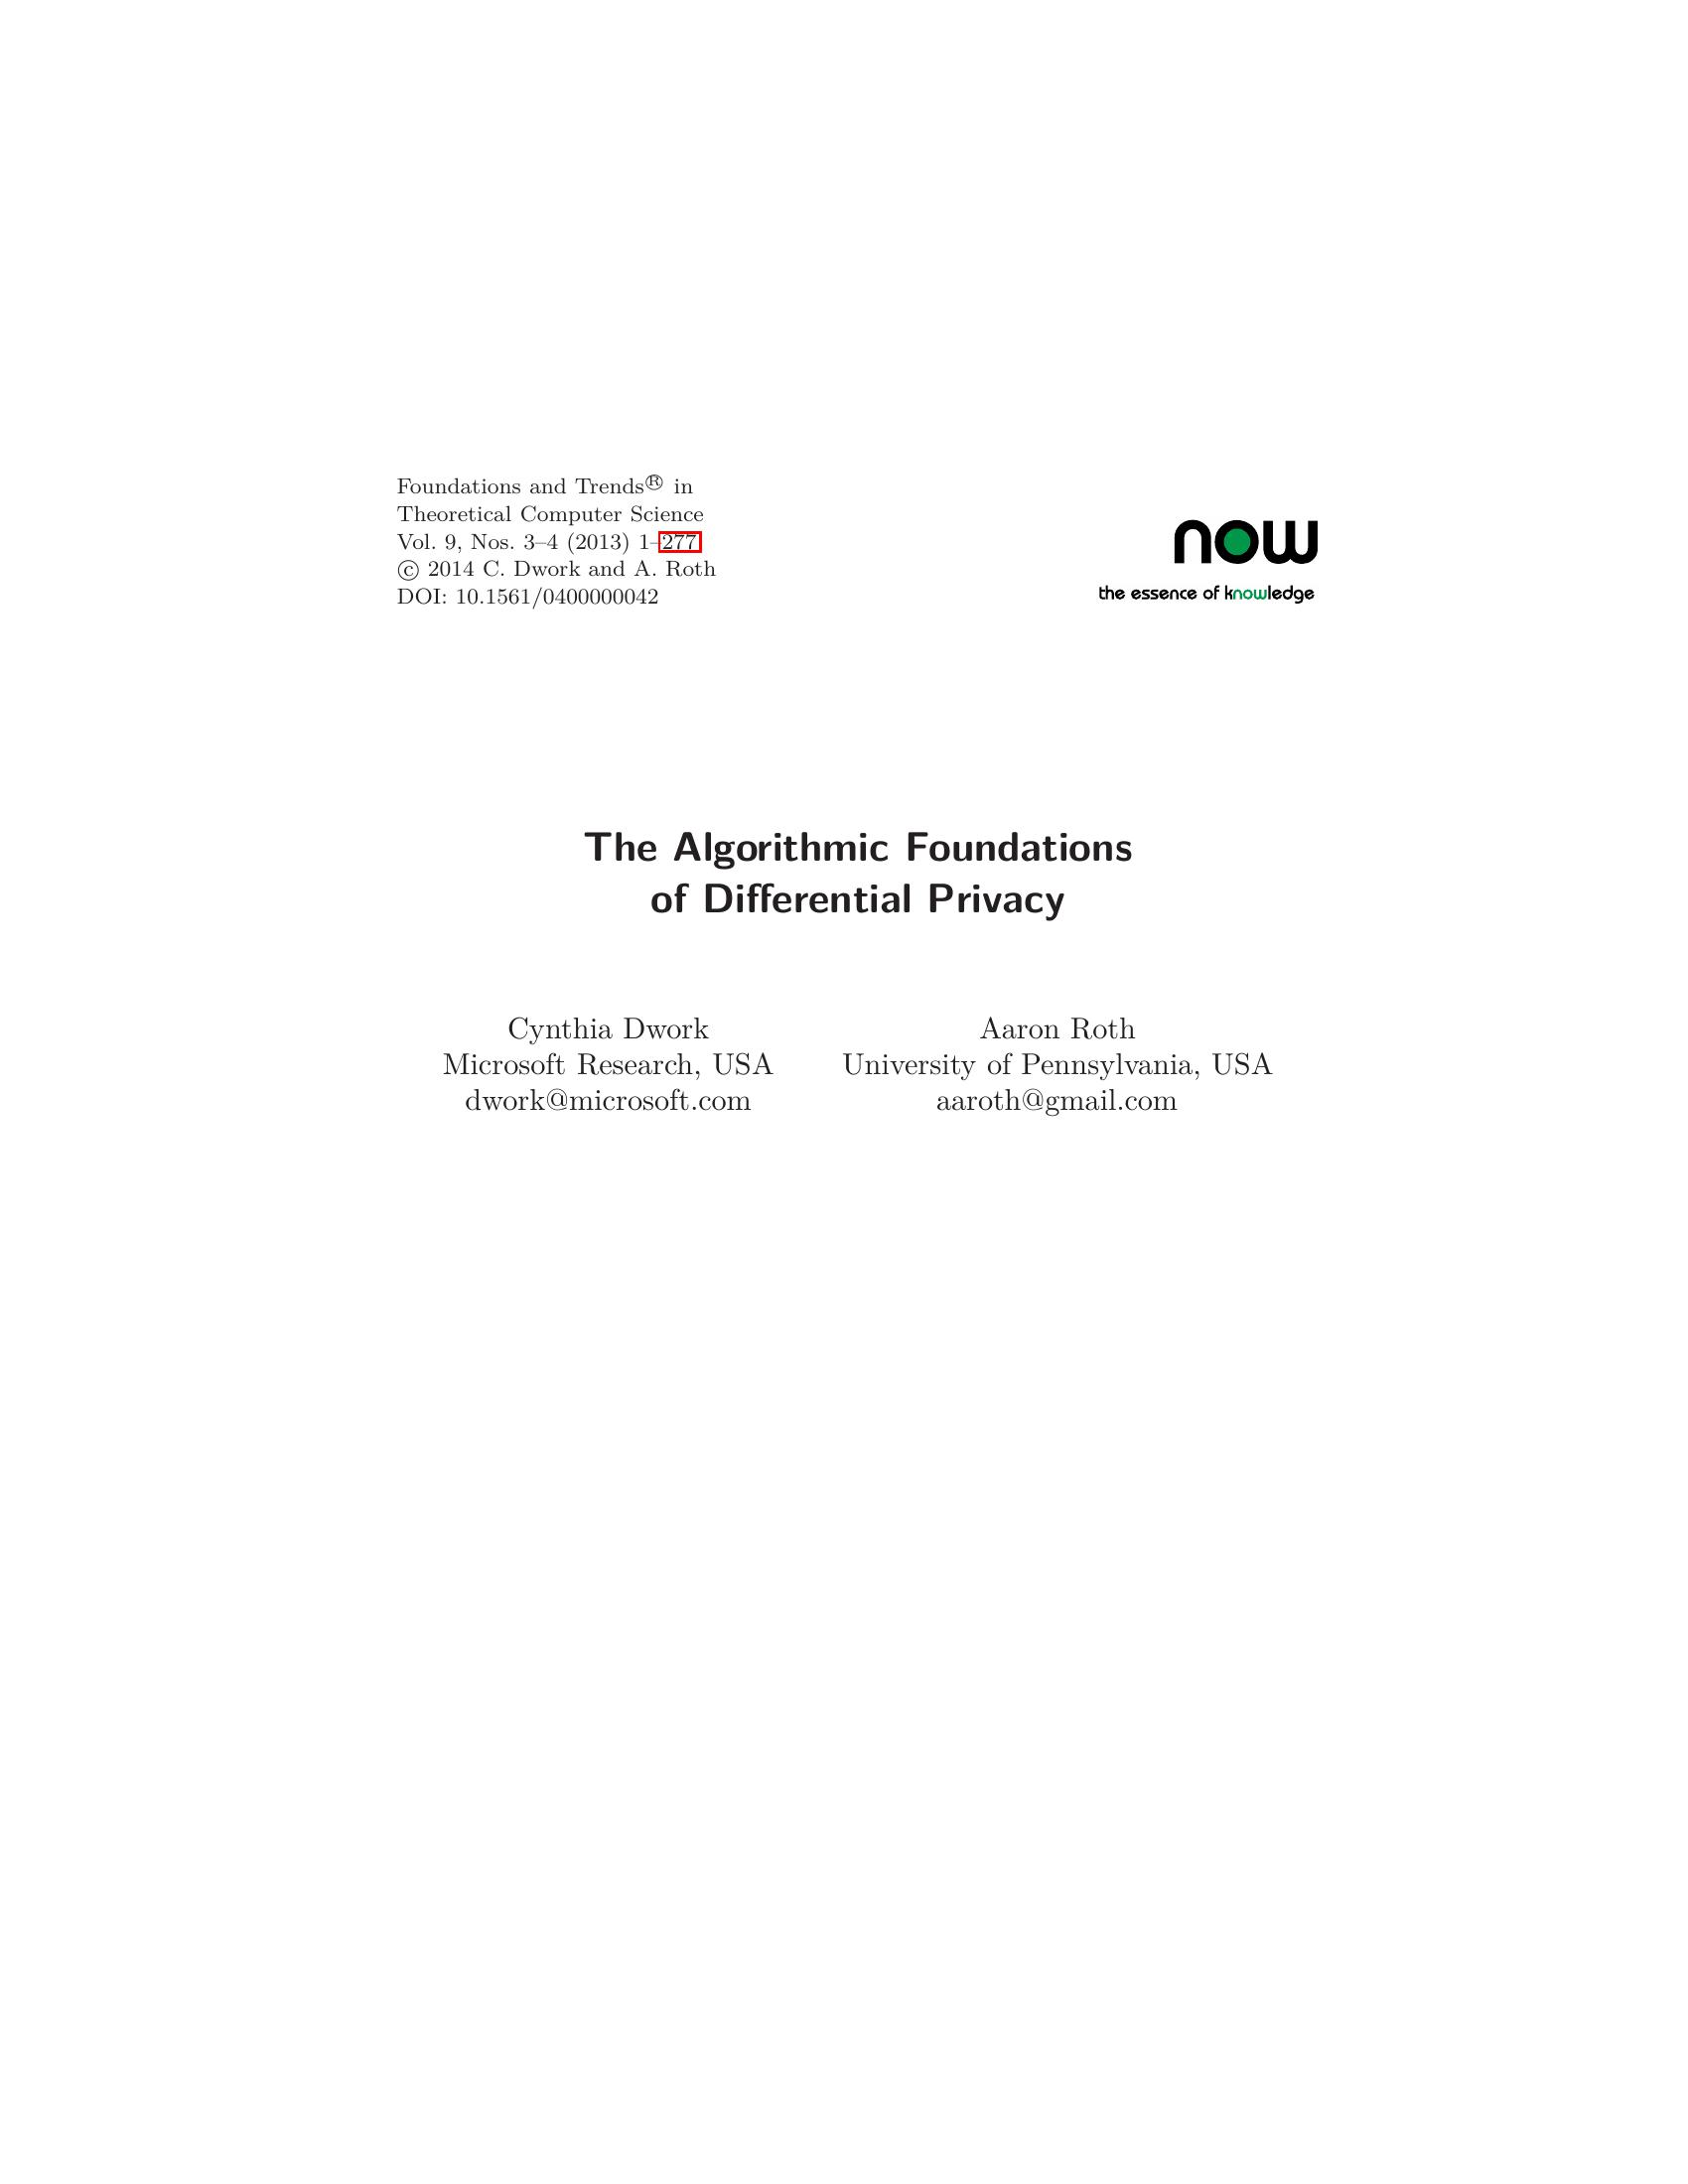 Foundations and Trends® in
Theoretical Computer Science
Vol. 9, Nos. 3–4 (2013) 1–277
© 2014 C. Dwork and A. Roth
DOI: 10.1561/0400000042
now
the essence of knowledge
The Algorithmic Foundations
of Differential Privacy
Cynthia Dwork
Microsoft Research, USA
dwork@microsoft.com
Aaron Roth
University of Pennsylvania, USA
aaroth@gmail.com